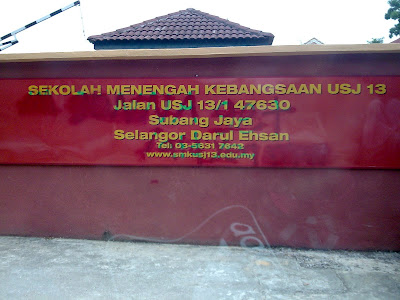 SEKOLAH MENENGAH KEBANGSAAN USJ 13
Jalan USJ 13/1 47630
Subang Jaya
Selangor Darul Ehsan
Tel: 03-5631 7642
www.smkusj13.edu.my